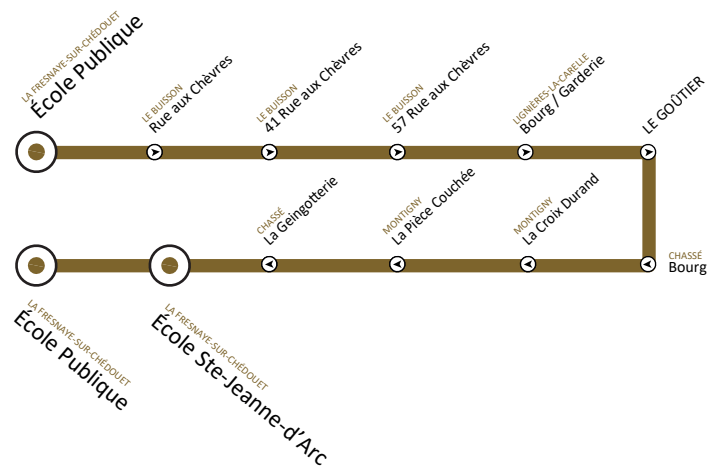 LA FRESNAYE-SUR-CHÉDOUET
École Publique
LE BUISSON
Rue aux Chèvres
LE BUISSON
41 Rue aux Chèvres
LE BUISSON
57 Rue aux Chèvres
LIGNIÈRES-LA-CARELLE
Bourg / Garderie
LE GOÛTIER
CHASSÉ
Bourg
MONTIGNY
La Croix Durand
MONTIGNY
La Pièce Couchée
CHASSÉ
La Geingotterie
LA FRESNAYE-SUR-CHÉDOUET
École Ste-Jeanne-d’Arc
LA FRESNAYE-SUR-CHÉDOUET
École Publique